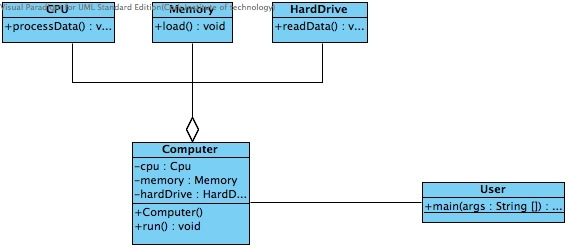 Visual Paradigm for UML Standard Edition( Institute of Technology)
CPU
+processData() : v...
Memory
+load() : void
HardDrive
+readData() : v...
Computer
-cpu : Cpu
-memory : Memory
-hardDrive : HardD...
+Computer()
+run() : void
User
+main(args : String []) : ...